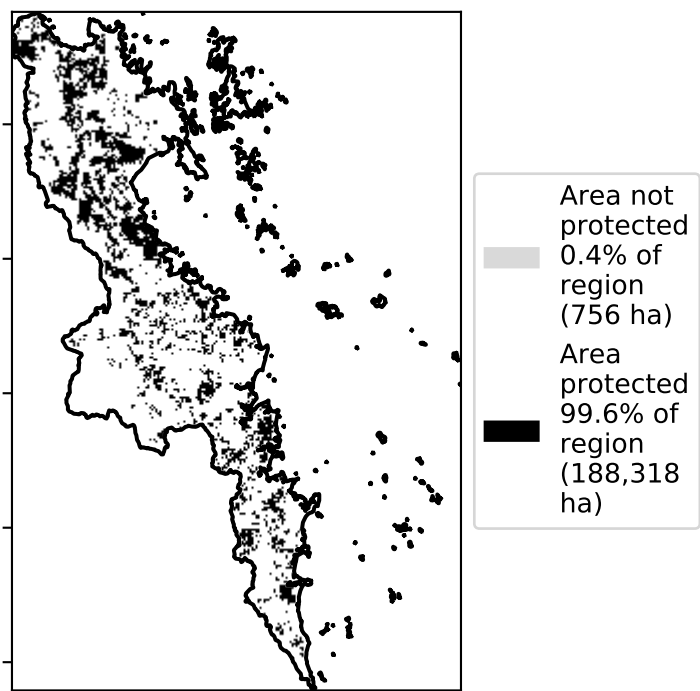 Area not
protected
0.4% of
region
(756 ha)
Area
protected
99.6% of
region
(188,318
ha)